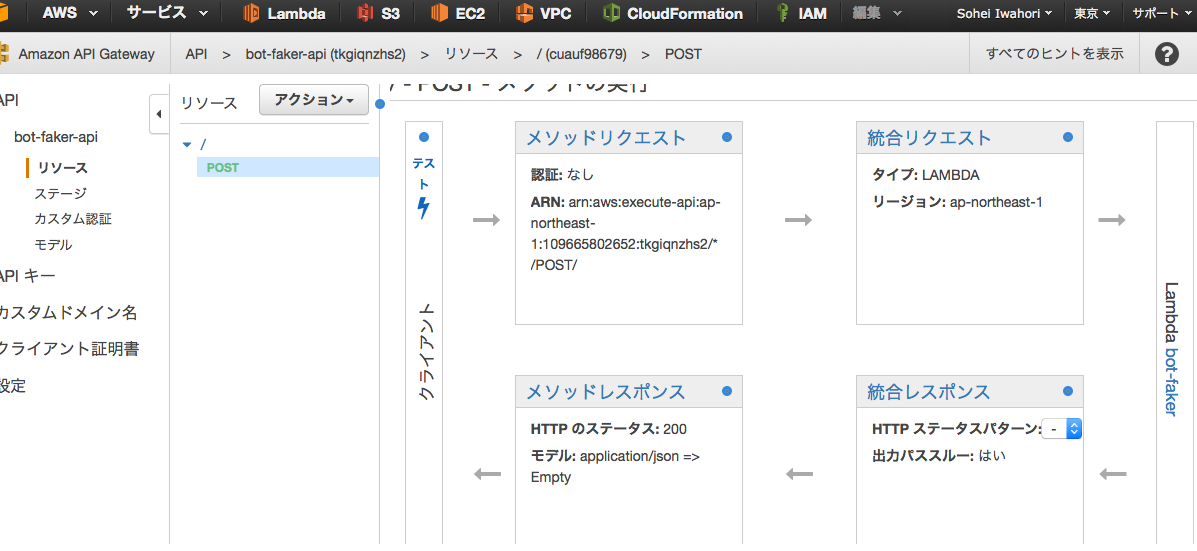 AWS サービス Lambda S3 EC2 VPC CloudFormation IAM 編集 Sohei Iwahori 東京 サポート
Amazon API Gateway API > bot-faker-api (tkgiqnzhs2) > リソース > / (cuauf98679) > POST すべてのヒントを表示 ?
API
bot-faker-api
リソース
ステージ
カスタム認証
モデル
API キー
カスタムドメイン名
クライアント証明書
設定
リソース アクション
/
POST
/ - POST - メソッドの実行
テス
ト
クライアント
メソッドリクエスト
認証: なし
ARN: arn:aws:execute-api:ap-
northeast-
1:109665802652:tkgiqnzhs2/*
/POST/
統合リクエスト
タイプ: LAMBDA
リージョン: ap-northeast-1
Lambda bot-faker
メソッドレスポンス
HTTP のステータス: 200
モデル: application/json =>
Empty
統合レスポンス
HTTP ステータスパターン: -
出力パススルー: はい